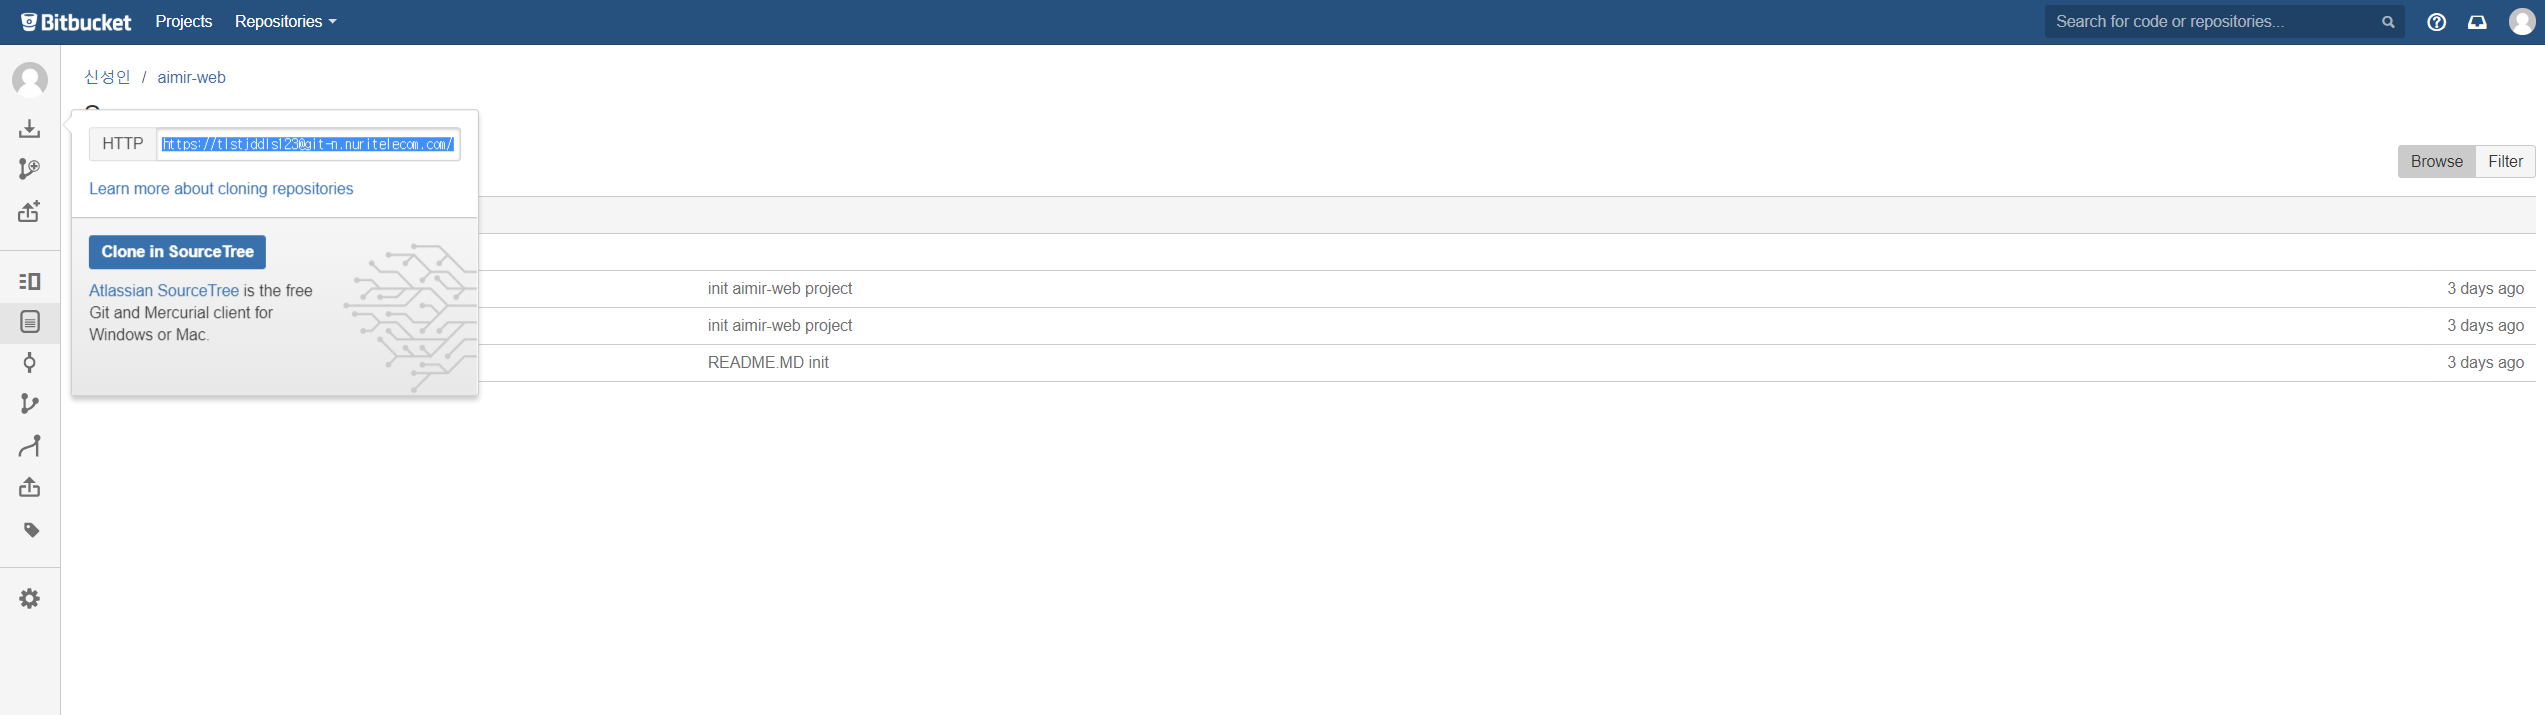 Bitbucket Projects Repositories Search for code or repositories...
신성인 / aimir-web
HTTP https://tlstjddls123@git-n.nuritelecom.com/
Browse Filter
Learn more about cloning repositories
Clone in SourceTree
Atlassian SourceTree is the free
Git and Mercurial client for
Windows or Mac.
init aimir-web project 3 days ago
init aimir-web project 3 days ago
README.MD init 3 days ago